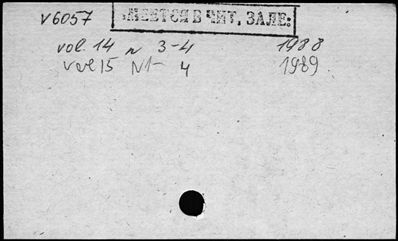 V6057
ИМЕЕТСЯ В ЧИТ. ЗАЛЕ:
vol. 14 N 3-4 1988
vol 15 N1- 4 1989